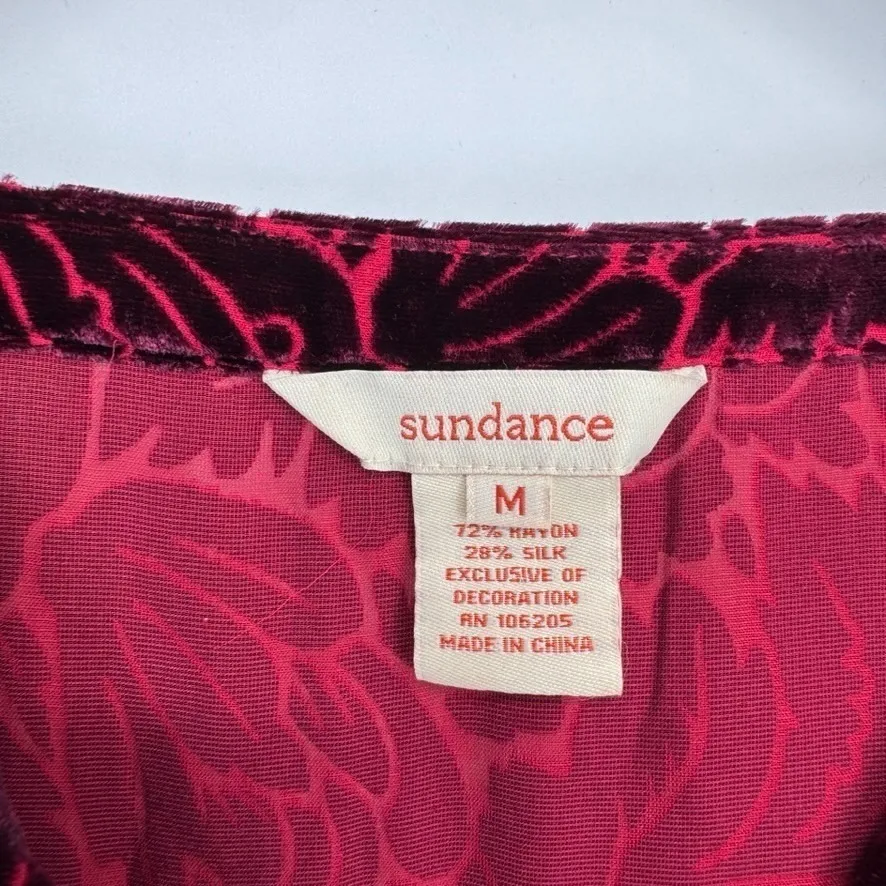 sundance
M
72% RAYON
28% SILK
EXCLUSIVE OF
DECORATION
RN 106205
MADE IN CHINA